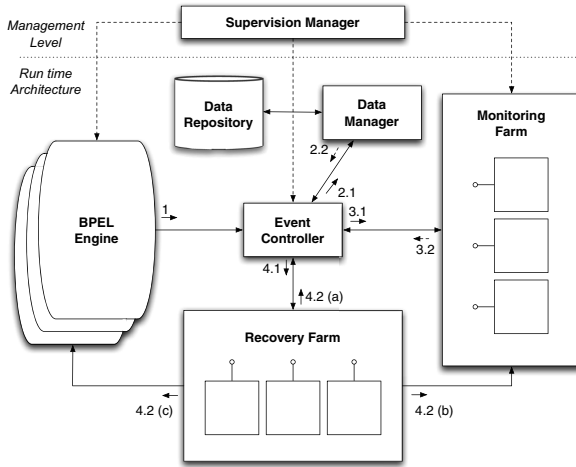 Management
Level
Supervision Manager
Run time
Architecture
Data
Repository
Data
Manager
Monitoring
Farm
2.2
2.1
BPEL
Engine
1
Event
Controller
3.1
3.2
4.1
4.2 (a)
Recovery Farm
4.2 (c)
4.2 (b)